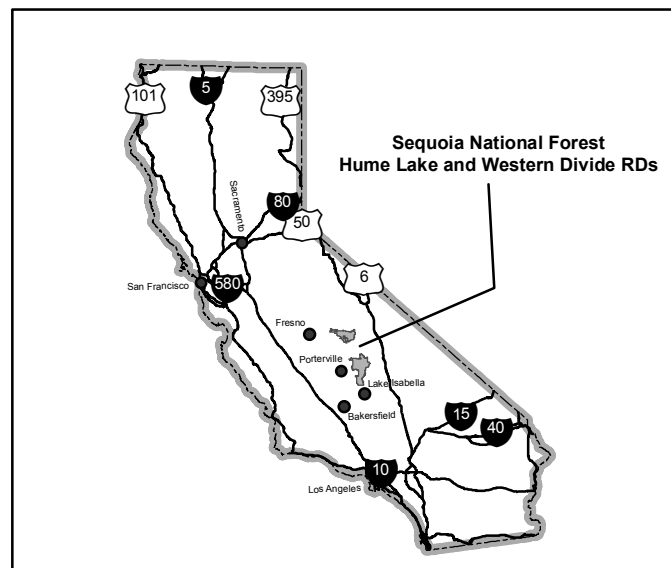 101
5
395
Sequoia National Forest
Hume Lake and Western Divide RDs
Sacramento
80
50
6
San Francisco
580
Fresno
Porterville
Lake Isabella
Bakersfield
15
40
10
Los Angeles